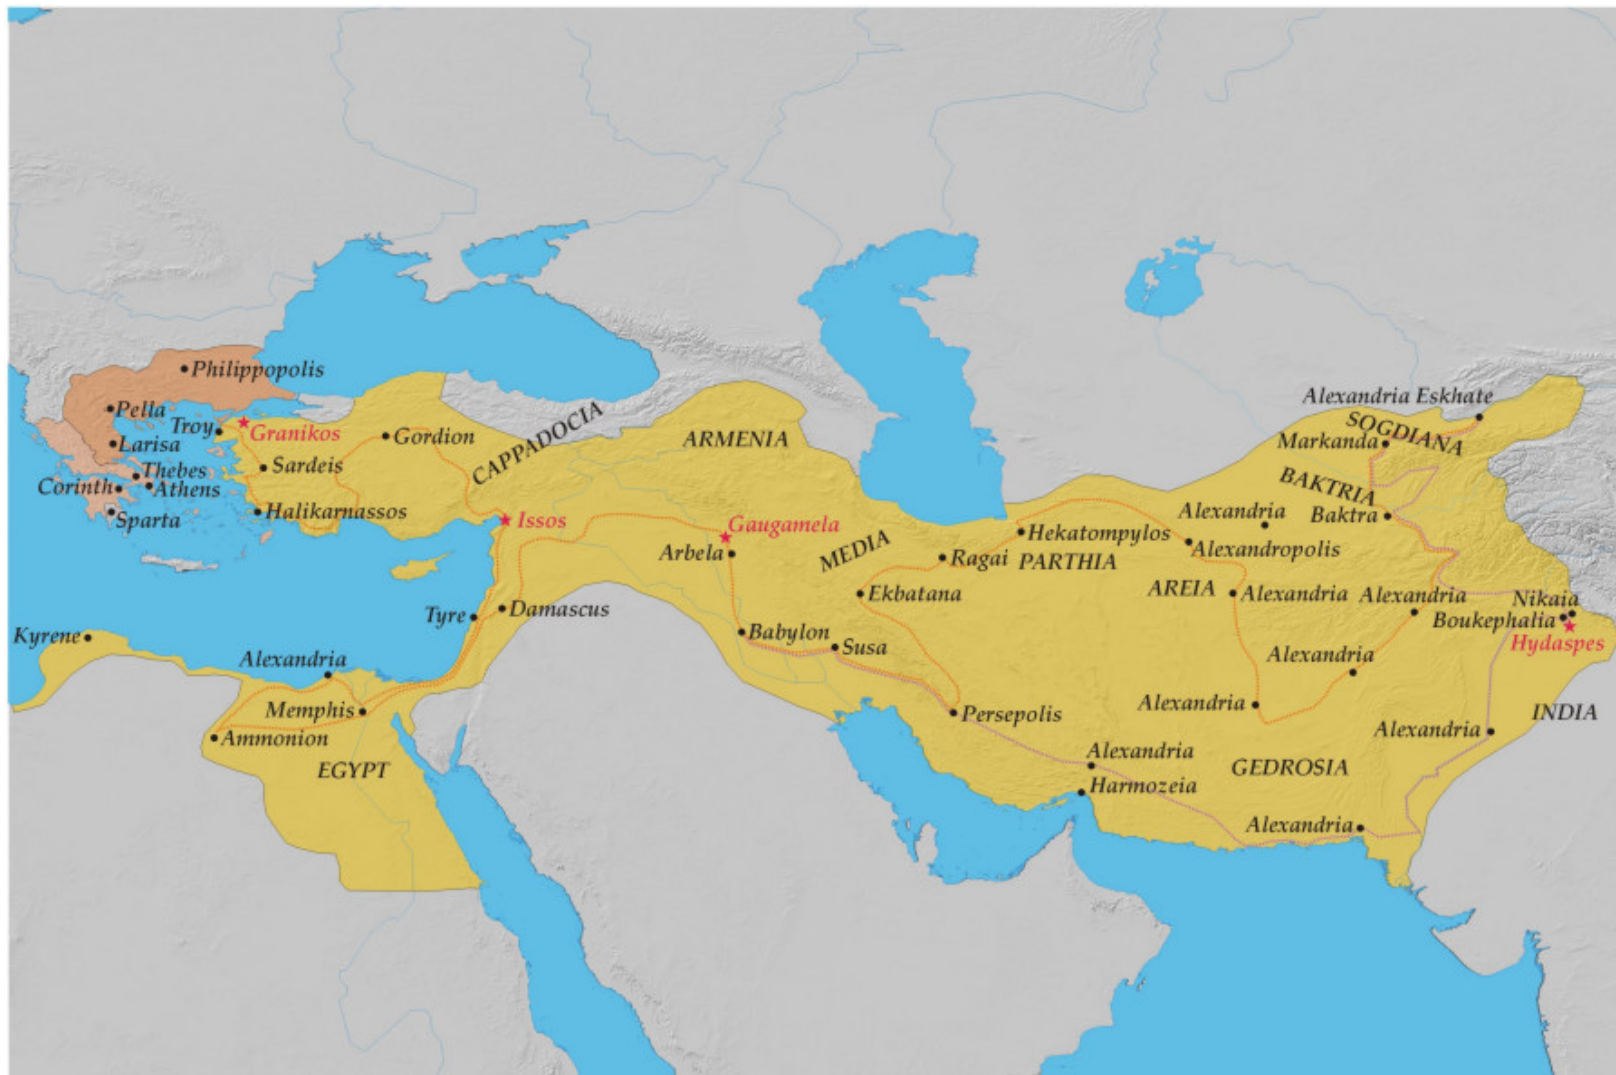 Philippopolis
Pella
Troy
Granikos
Larisa
Gordion
Thebes
Sardeis
Corinth
Athens
Sparta
Halikarnassos
CAPPADOCIA
ARMENIA
Issos
Gaugamela
Arbela
MEDIA
Ekbatana
Ragai
Hekatompylos
PARTHIA
Alexandria Eskhate
SOGDIANA
Markanda
BAKTRIA
Baktra
Alexandria
Alexandropolis
AREIA
Alexandria
Alexandria
Nikaia
Boukephalia
Hydaspes
Tyre
Damascus
Kyrene
Babylon
Susa
Alexandria
Alexandria
Memphis
Persepolis
Alexandria
Alexandria
INDIA
Ammonion
EGYPT
Alexandria
Harmozeia
GEDROSIA
Alexandria